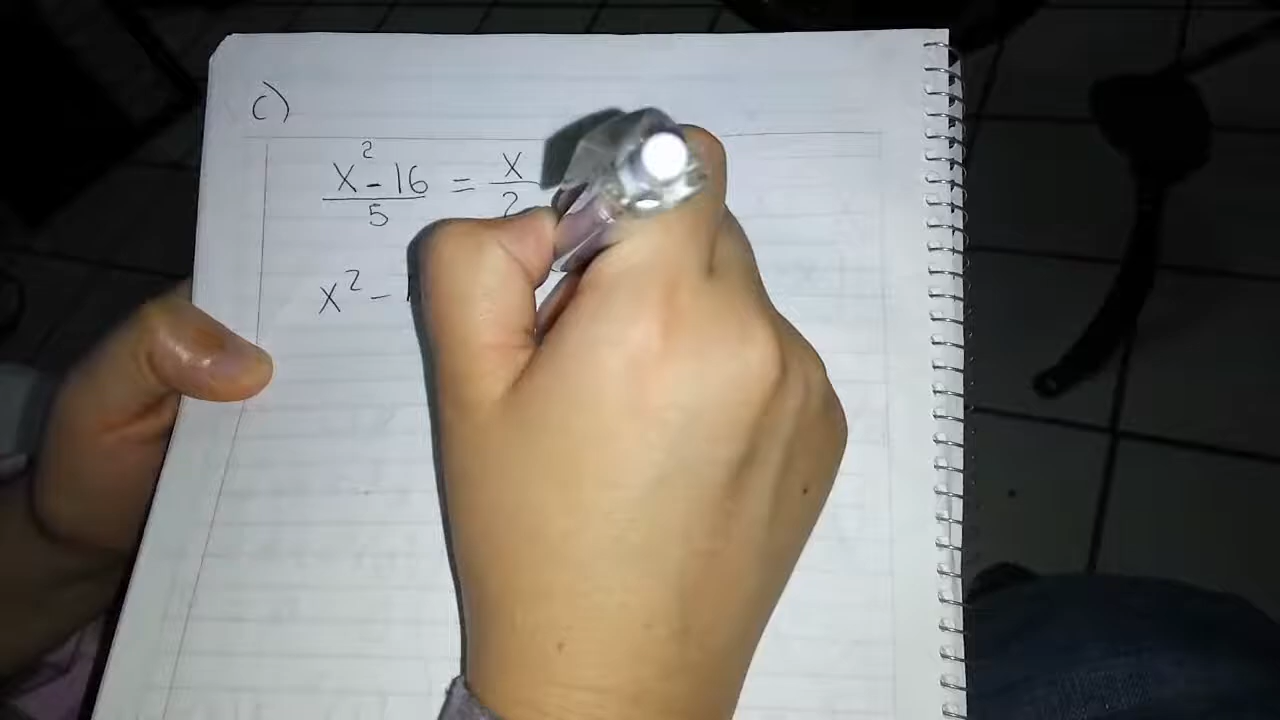 c)
x² - 16 = x
5 2
x² -